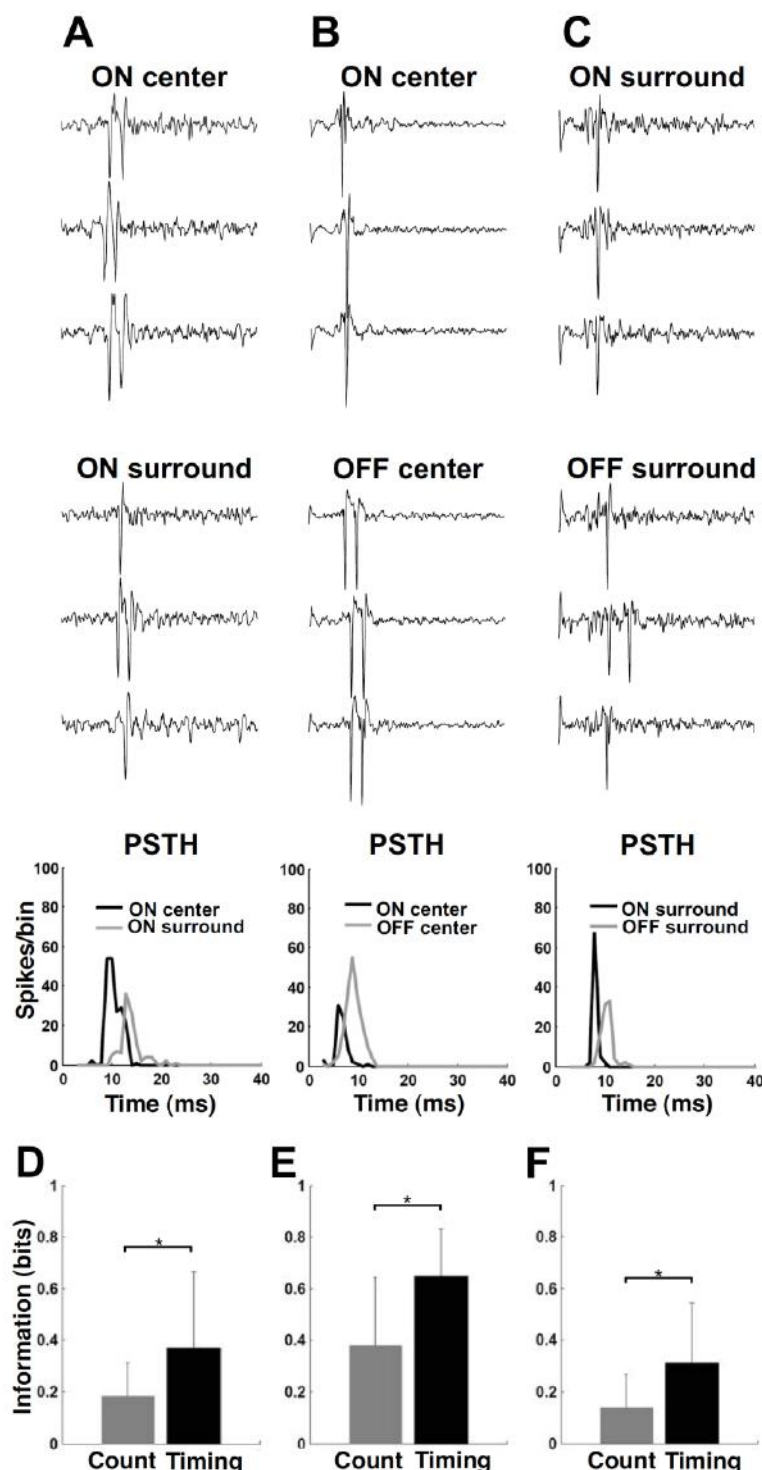 A B C
ON center ON center ON surround
ON surround OFF center OFF surround
PSTH PSTH PSTH
100 100 100
80 80 80
60 60 60
40 40 40
20 20 20
0 0 0
ON center ON center ON surround
ON surround OFF center OFF surround
Spikes/bin
0 10 20 30 40 0 10 20 30 40 0 10 20 30 40
Time (ms) Time (ms) Time (ms)
D E F
1 1 1
0.8 0.8 0.8
0.6 0.6 0.6
0.4 0.4 0.4
0.2 0.2 0.2
0 0 0
* * *
Information (bits)
Count Timing Count Timing Count Timing